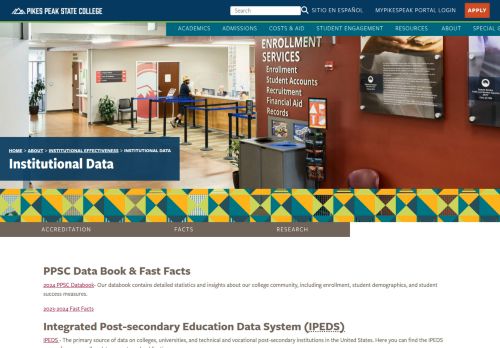 PIKES PEAK STATE COLLEGE
Search
SITIO EN ESPAÑOL
MYPIKESPEAK PORTAL LOGIN
APPLY
ACADEMICS ADMISSIONS COSTS & AID STUDENT ENGAGEMENT RESOURCES ABOUT SPECIAL
ENROLLMENT
SERVICES
Enrollment
Student Accounts
Recruitment
Financial Aid
Records
HOME > ABOUT > INSTITUTIONAL EFFECTIVENESS > INSTITUTIONAL DATA
Institutional Data
ACCREDITATION FACTS RESEARCH
PPSC Data Book & Fast Facts
2024 PPSC Databook- Our databook contains detailed statistics and insights about our college community, including enrollment, student demographics, and student
success measures.
2023-2024 Fast Facts
Integrated Post-secondary Education Data System (IPEDS)
IPEDS - The primary source of data on colleges, universities, and technical and vocational post-secondary institutions in the United States. Here you can find the IPEDS